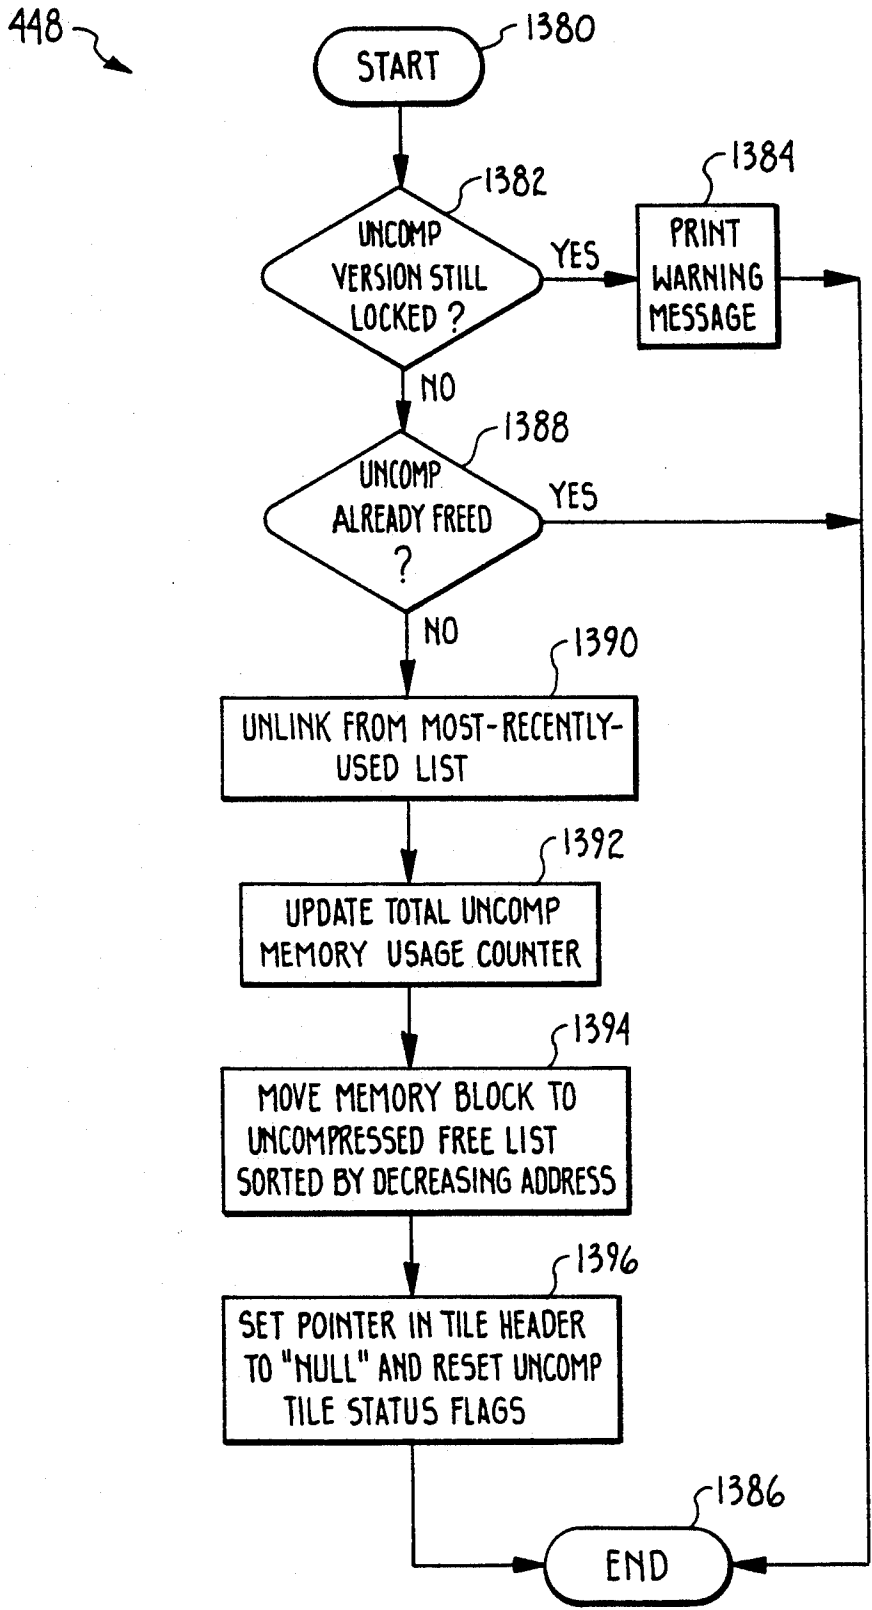 448
1380
START
1382
UNCOMP
VERSION STILL
LOCKED ?
YES
1384
PRINT
WARNING
MESSAGE
NO
1388
UNCOMP
ALREADY FREED
?
YES
NO
1390
UNLINK FROM MOST-RECENTLY-
USED LIST
1392
UPDATE TOTAL UNCOMP
MEMORY USAGE COUNTER
1394
MOVE MEMORY BLOCK TO
UNCOMPRESSED FREE LIST
SORTED BY DECREASING ADDRESS
1396
SET POINTER IN TILE HEADER
TO "NULL" AND RESET UNCOMP
TILE STATUS FLAGS
1386
END